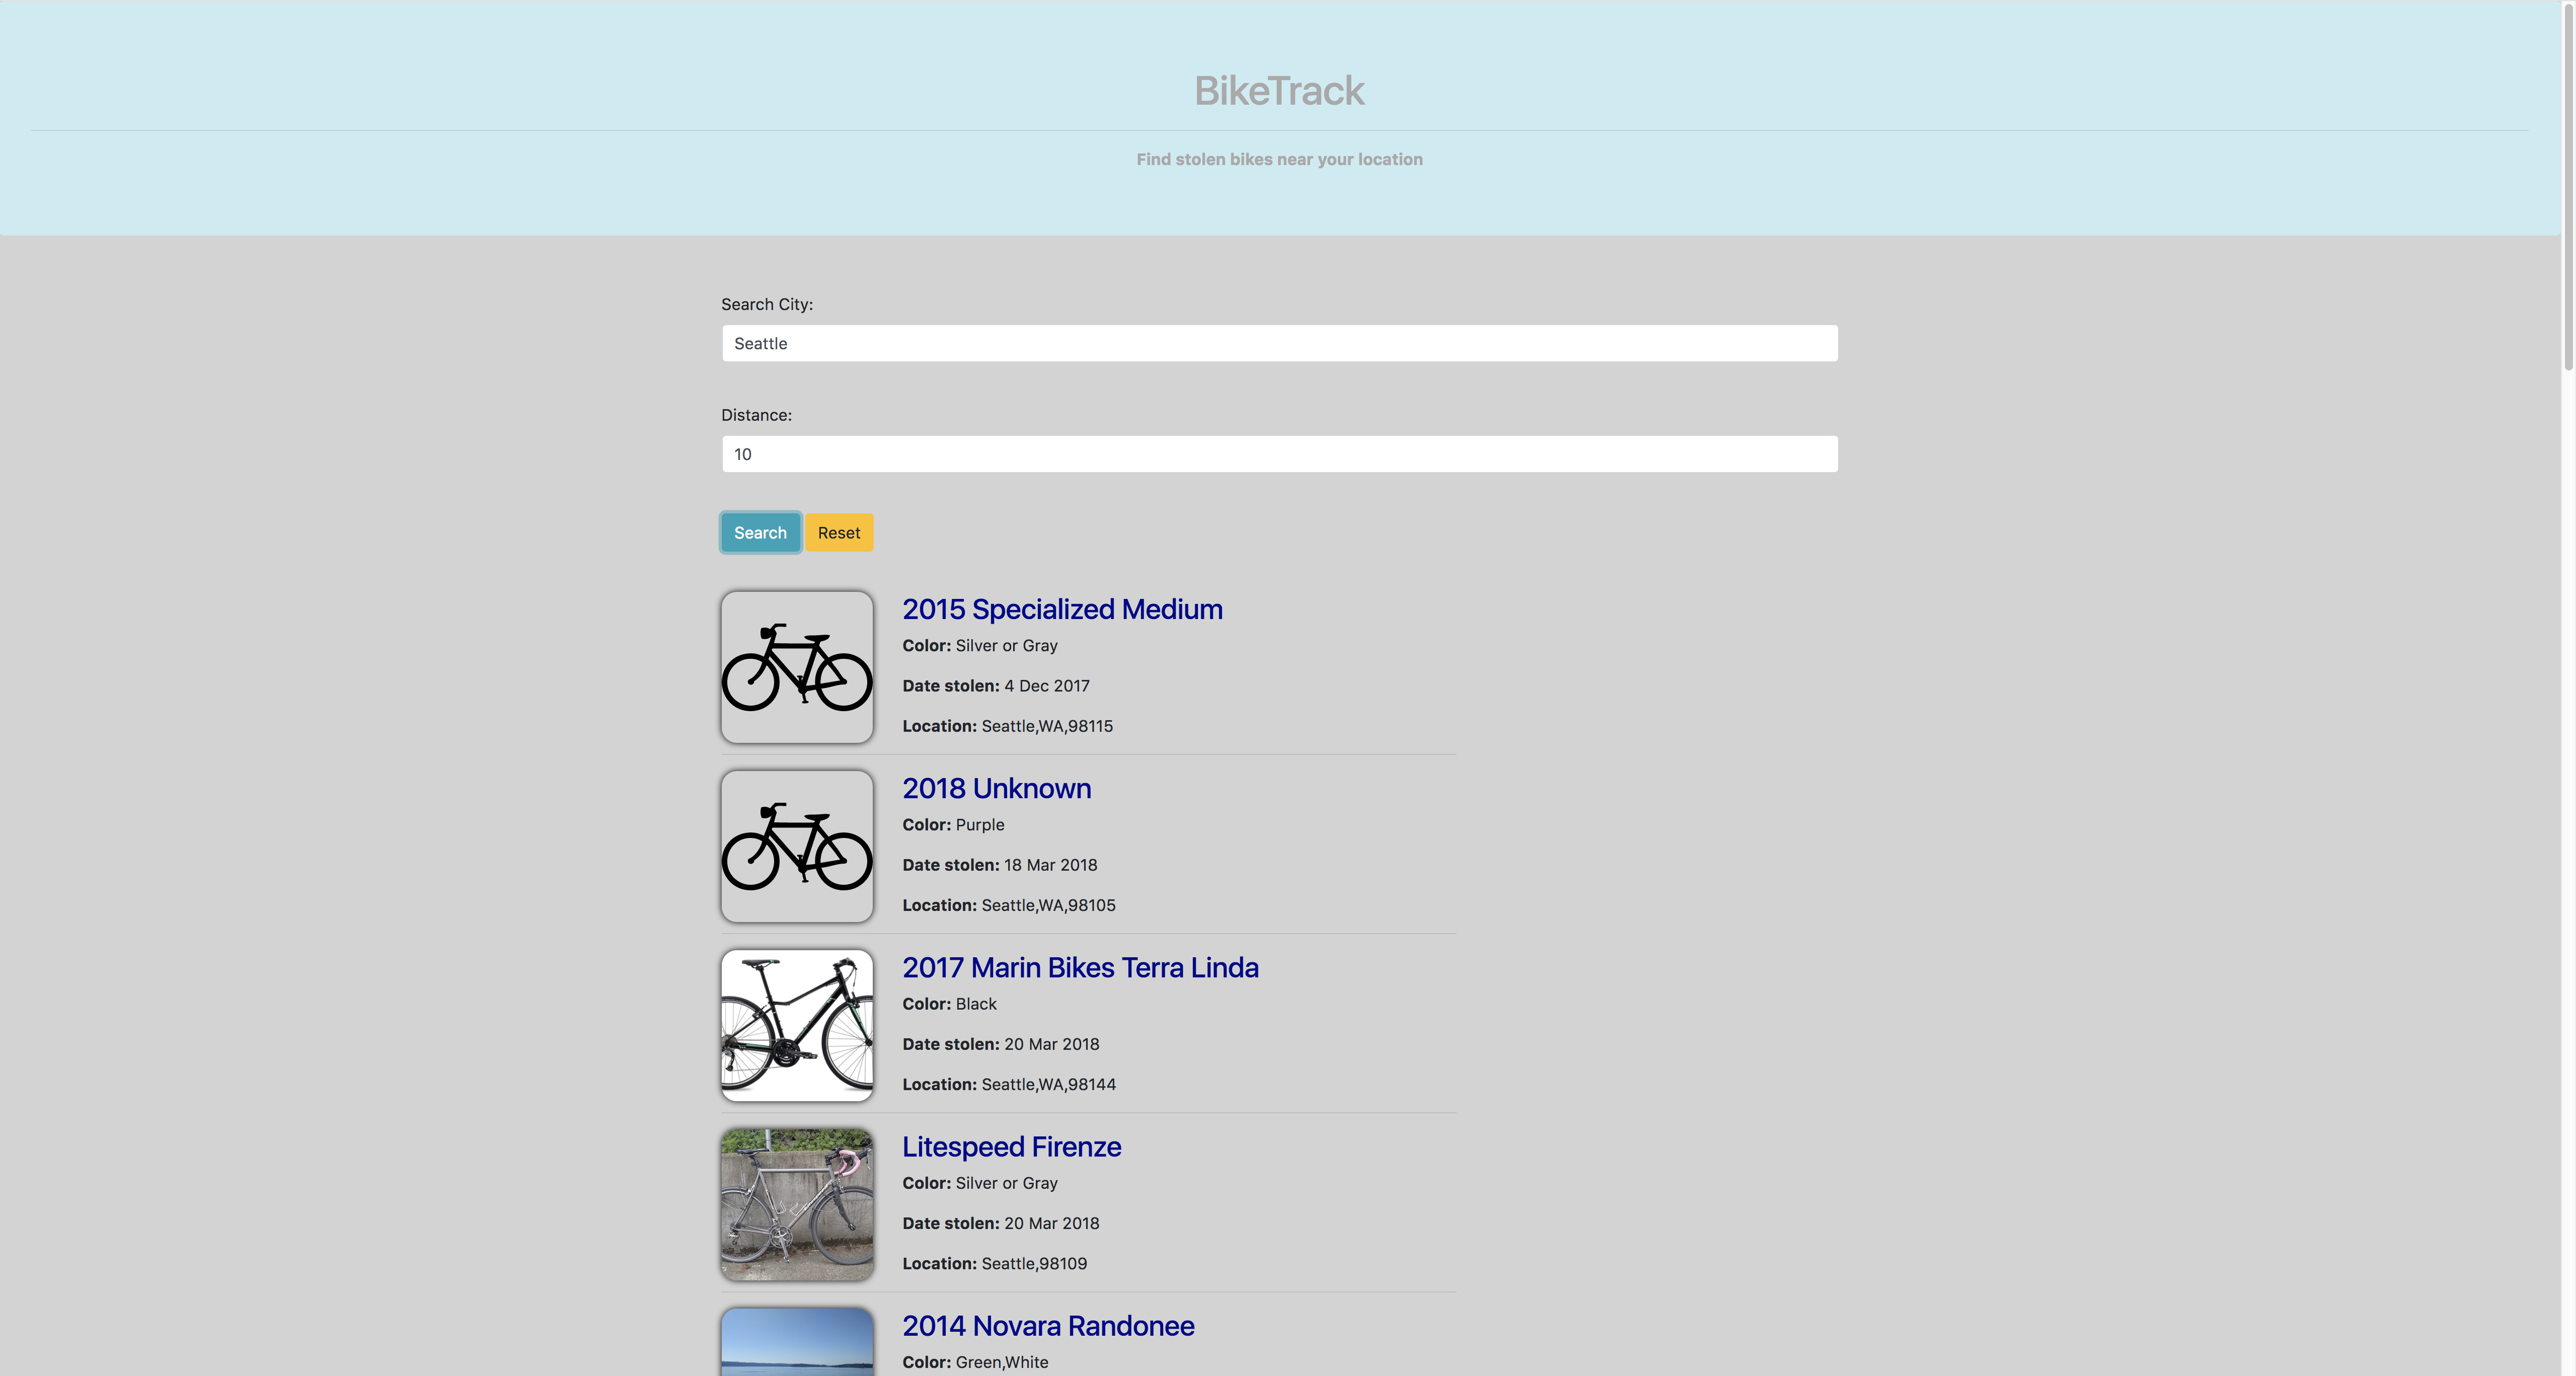 BikeTrack
Find stolen bikes near your location
Search City:
Seattle
Distance:
10
Search Reset
2015 Specialized Medium
Color: Silver or Gray
Date stolen: 4 Dec 2017
Location: Seattle,WA,98115
2018 Unknown
Color: Purple
Date stolen: 18 Mar 2018
Location: Seattle,WA,98105
2017 Marin Bikes Terra Linda
Color: Black
Date stolen: 20 Mar 2018
Location: Seattle,WA,98144
Litespeed Firenze
Color: Silver or Gray
Date stolen: 20 Mar 2018
Location: Seattle,98109
2014 Novara Randonee
Color: Green,White